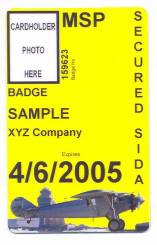 MSP
CARDHOLDER
PHOTO
HERE
159623
Badge No
BADGE
SAMPLE
XYZ Company
Expires
4/6/2005
SECURED SIDA